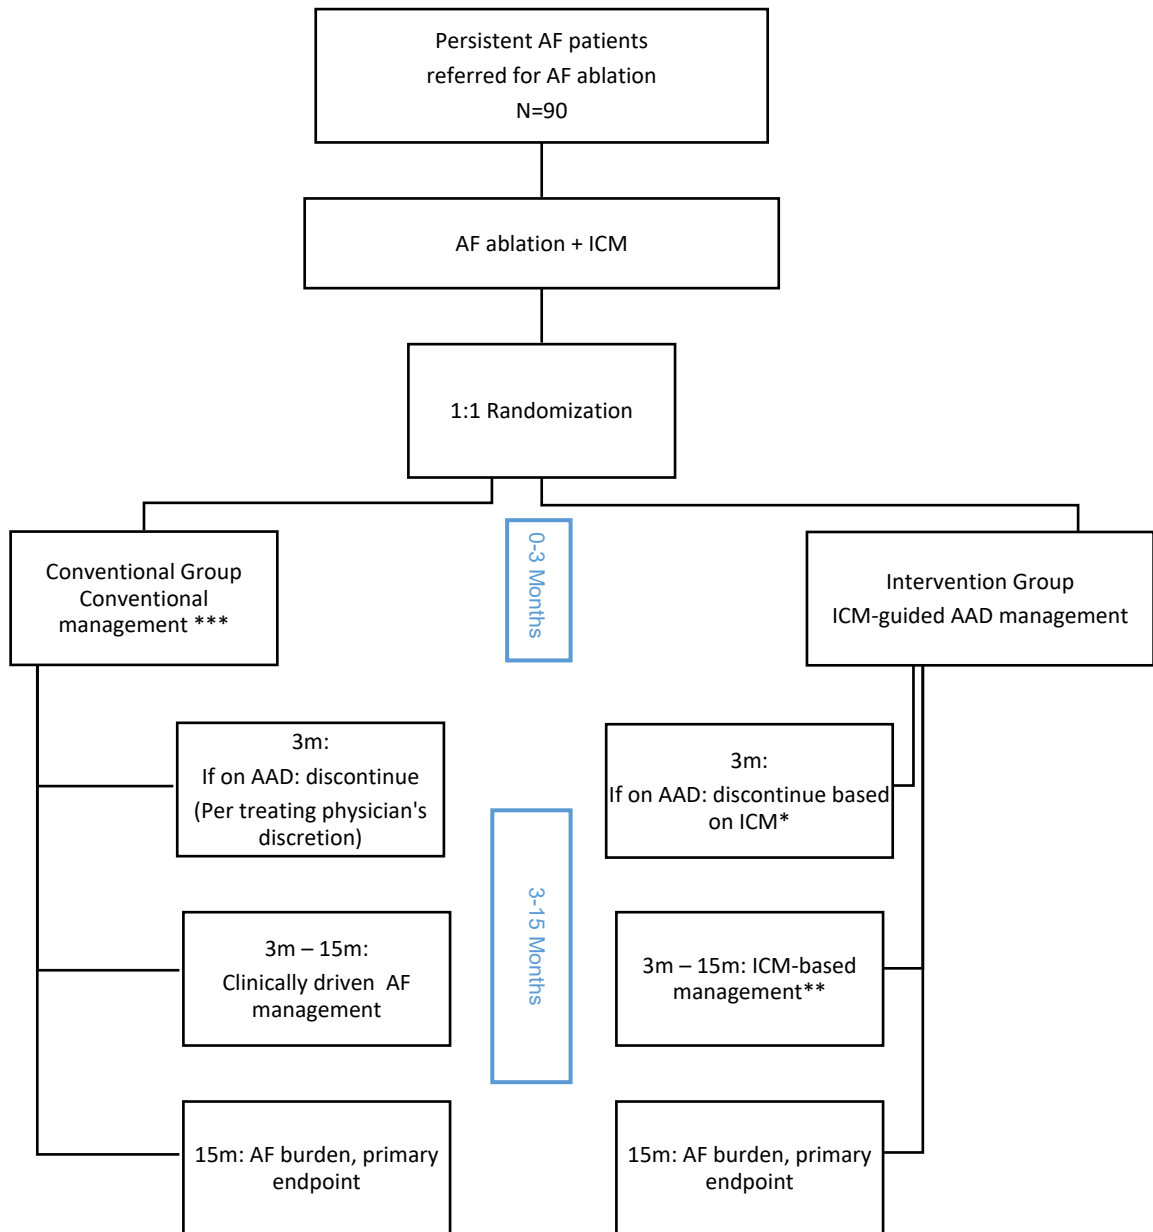 Persistent AF patients
referred for AF ablation
N=90
AF ablation + ICM
1:1 Randomization
0-3 Months
Conventional Group
Conventional
management ***
Intervention Group
ICM-guided AAD management
3m:
If on AAD: discontinue
(Per treating physician's
discretion)
3m:
If on AAD: discontinue based
on ICM*
3-15 Months
3m – 15m:
Clinically driven AF
management
3m – 15m: ICM-based
management**
15m: AF burden, primary
endpoint
15m: AF burden, primary
endpoint